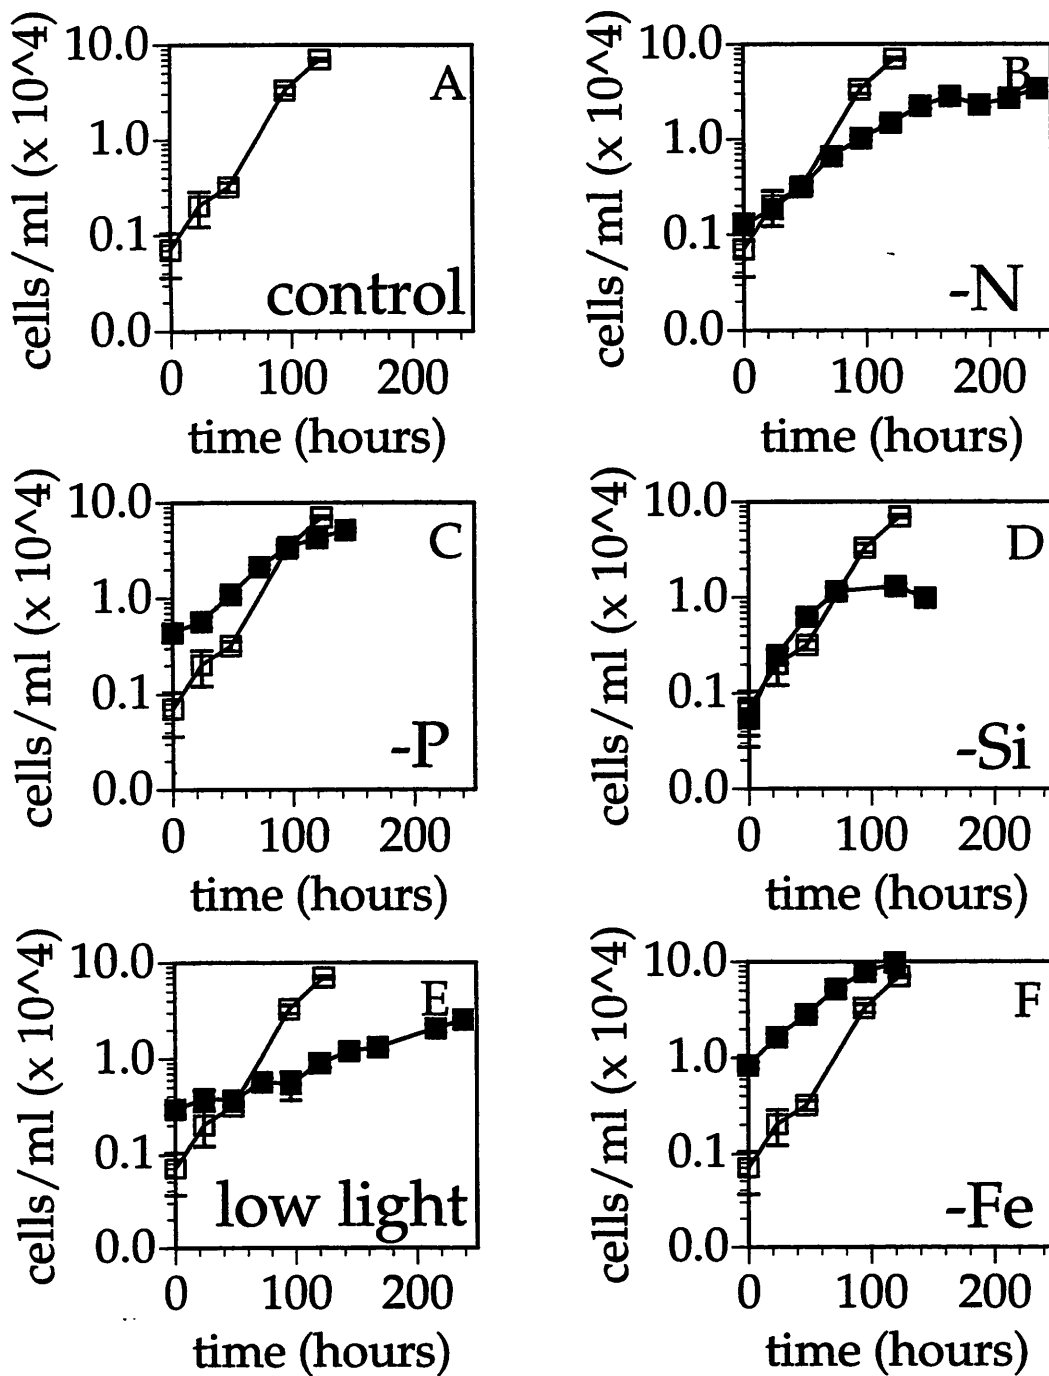 10.0
1.0
0.1
0.0
cells/ml (x 10^4)
A
control
0 100 200
time (hours)
10.0
1.0
0.1
0.0
cells/ml (x 10^4)
B
-N
0 100 200
time (hours)
10.0
1.0
0.1
0.0
cells/ml (x 10^4)
C
-P
0 100 200
time (hours)
10.0
1.0
0.1
0.0
cells/ml (x 10^4)
D
-Si
0 100 200
time (hours)
10.0
1.0
0.1
0.0
cells/ml (x 10^4)
E
low light
0 100 200
time (hours)
10.0
1.0
0.1
0.0
cells/ml (x 10^4)
F
-Fe
0 100 200
time (hours)